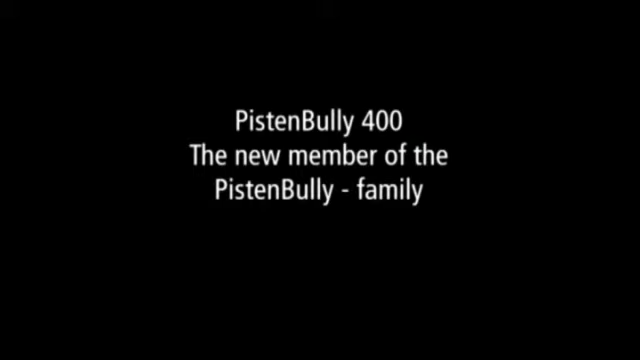 PistenBully 400
The new member of the
PistenBully - family